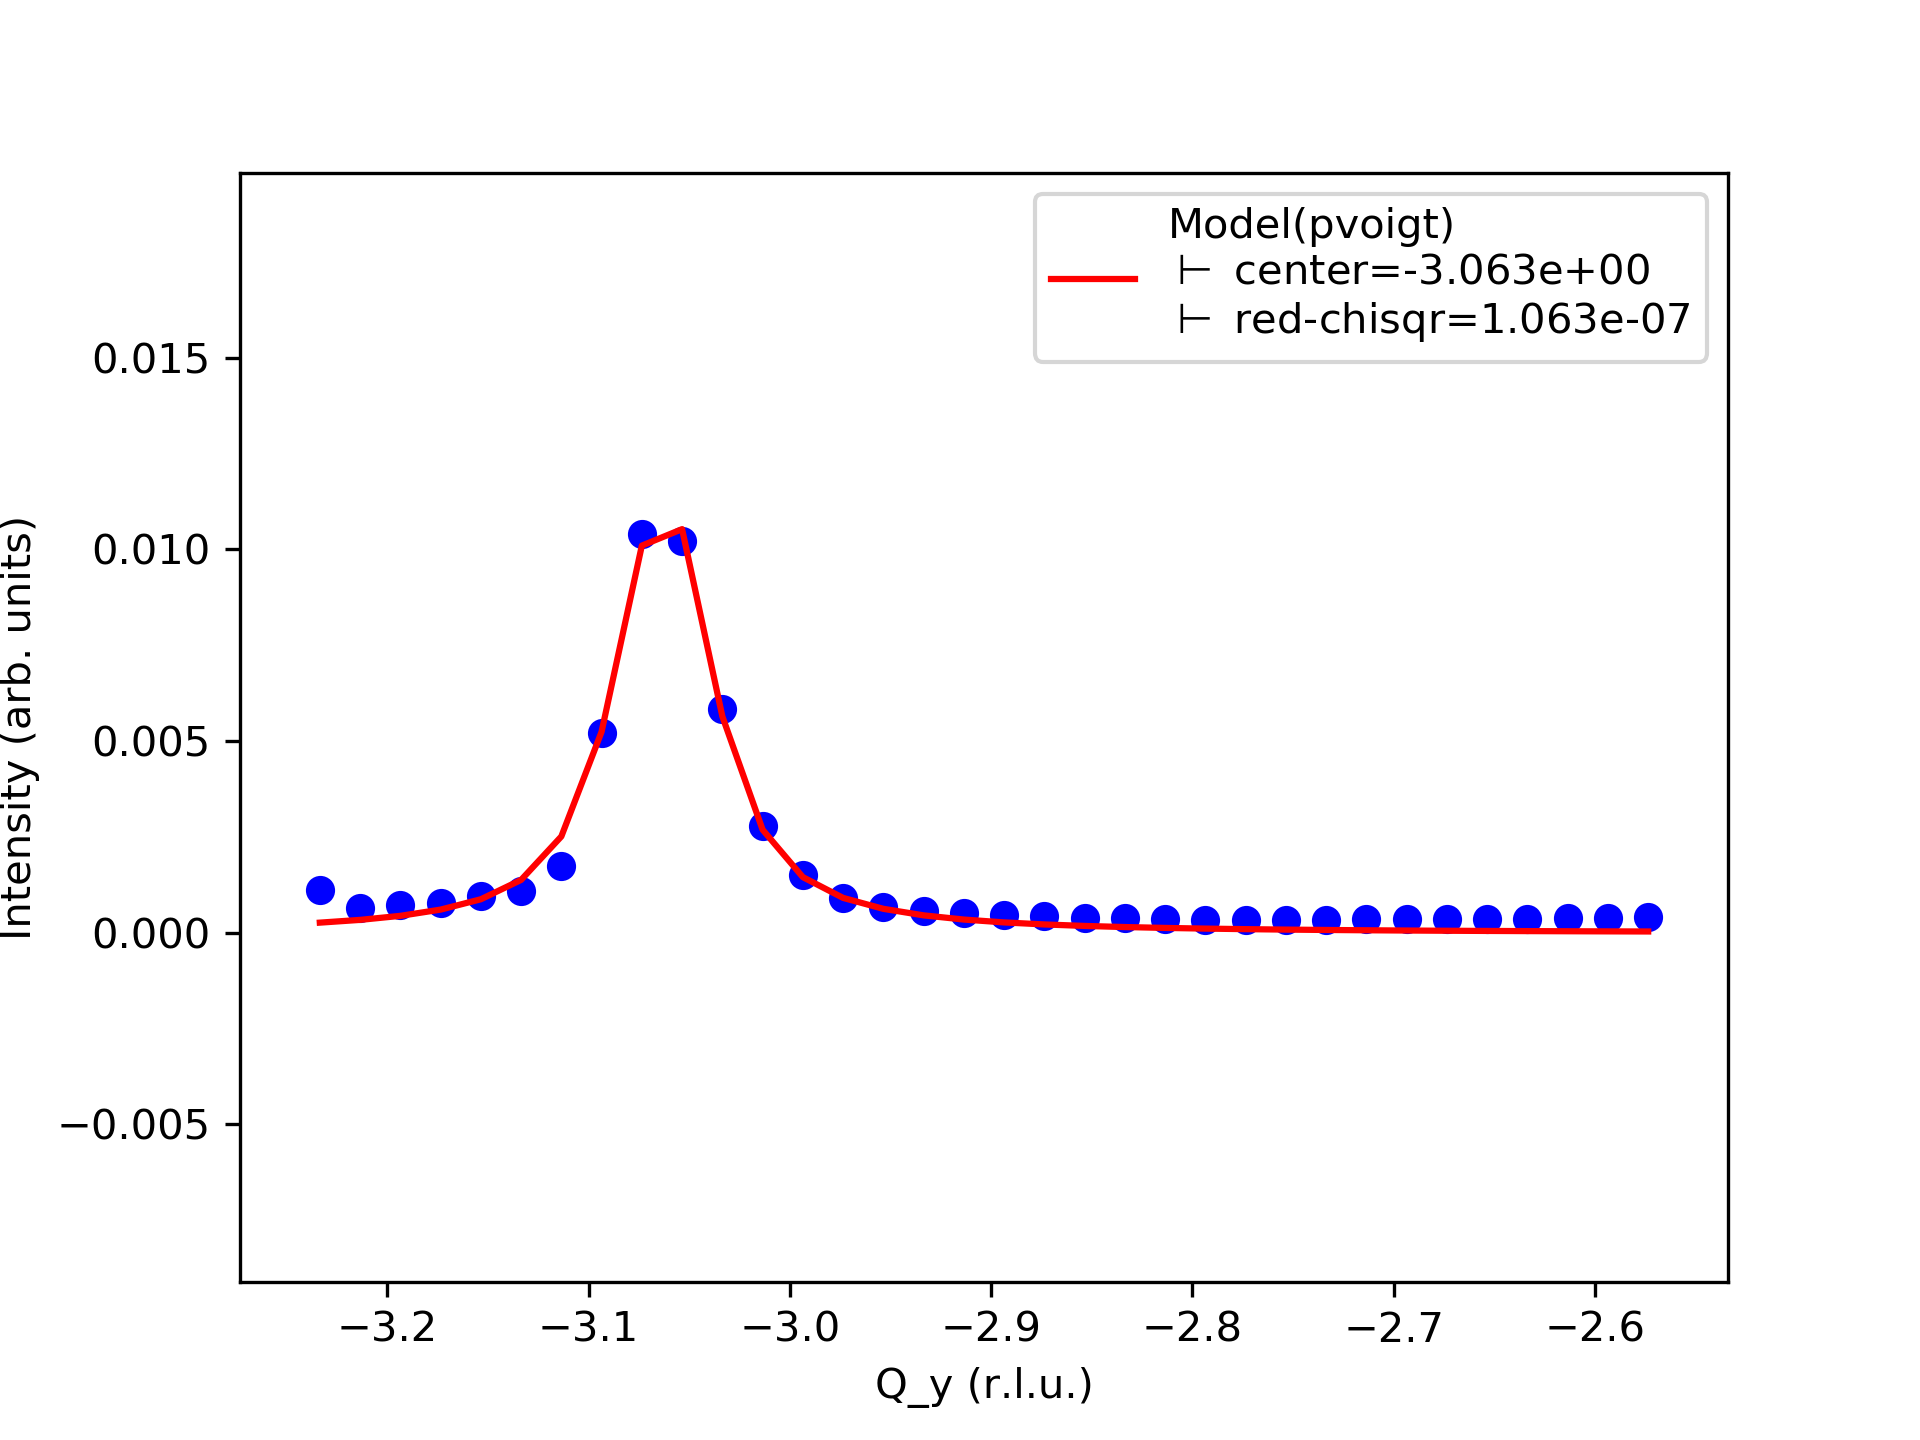 Model(pvoigt)
⊢ center=-3.063e+00
⊢ red-chisqr=1.063e-07
0.015
0.010
0.005
0.000
−0.005
Intensity (arb. units)
−3.2 −3.1 −3.0 −2.9 −2.8 −2.7 −2.6
Q_y (r.l.u.)